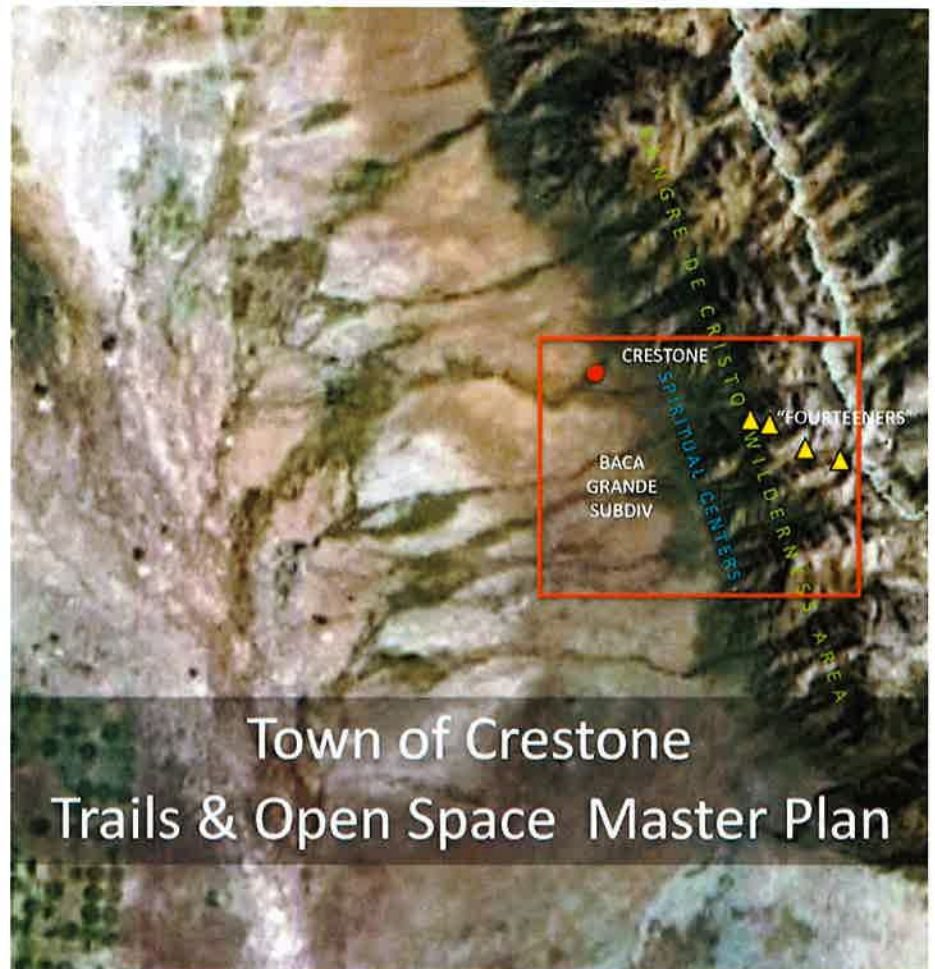 SANGRE DE CRISTO WILDERNESS AREA
CRESTONE
SPIRITUAL CENTERS
"FOURTEENERS"
BACA
GRANDE
SUBDIV
Town of Crestone
Trails & Open Space Master Plan